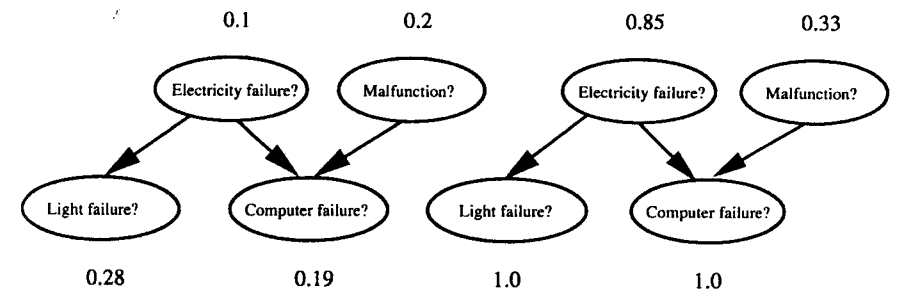 0.1 0.2 0.85 0.33
Electricity failure? Malfunction? Electricity failure? Malfunction?
Light failure? Computer failure? Light failure? Computer failure?
0.28 0.19 1.0 1.0